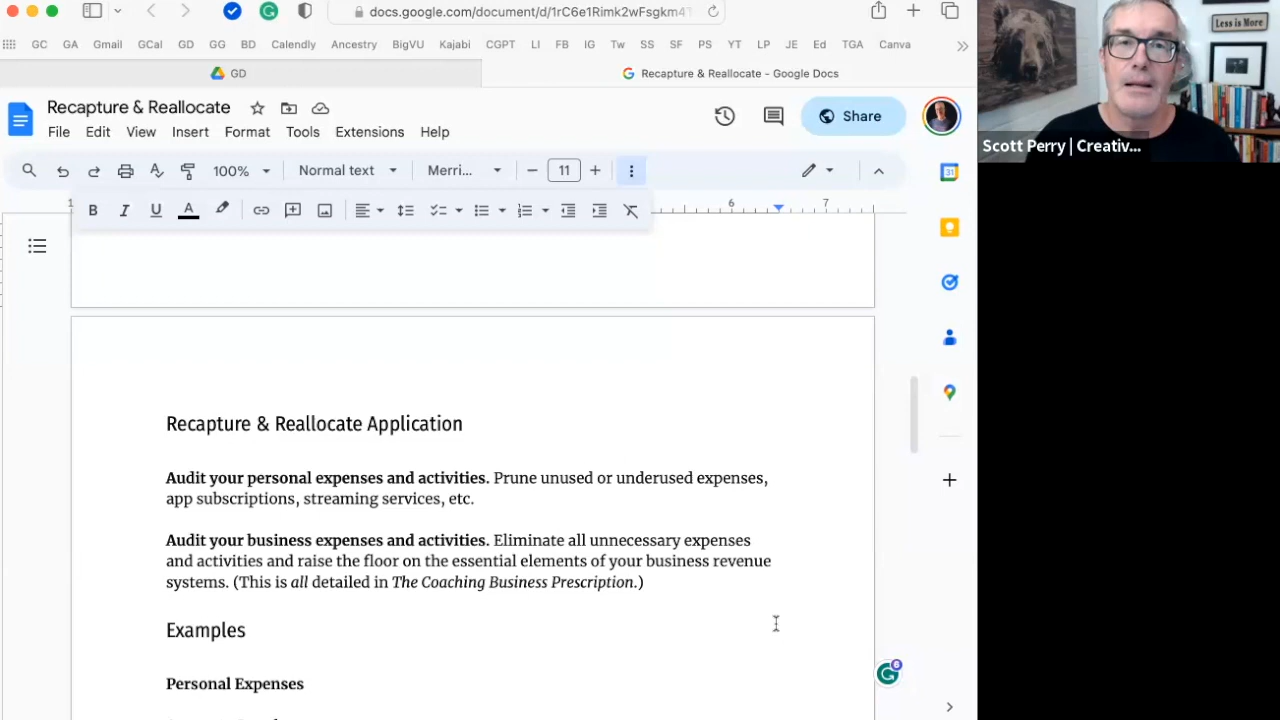 docs.google.com/document/d/1rC6e1Rimk2wFsgkm41
GC GA Gmail GCal GD GG BD Calendly Ancestry BigVU Kajabi CGPT LI FB IG Tw SS SF PS YT LP JE Ed TGA Canva
GD
Recapture & Reallocate - Google Docs
Less is More
Recapture & Reallocate
File Edit View Insert Format Tools Extensions Help
Share
Scott Perry | Creativ...
100% Normal text Merri... 11
B I U A
1 6 7
31
Recapture & Reallocate Application
Audit your personal expenses and activities. Prune unused or underused expenses,
app subscriptions, streaming services, etc.
Audit your business expenses and activities. Eliminate all unnecessary expenses
and activities and raise the floor on the essential elements of your business revenue
systems. (This is all detailed in The Coaching Business Prescription.)
Examples
Personal Expenses